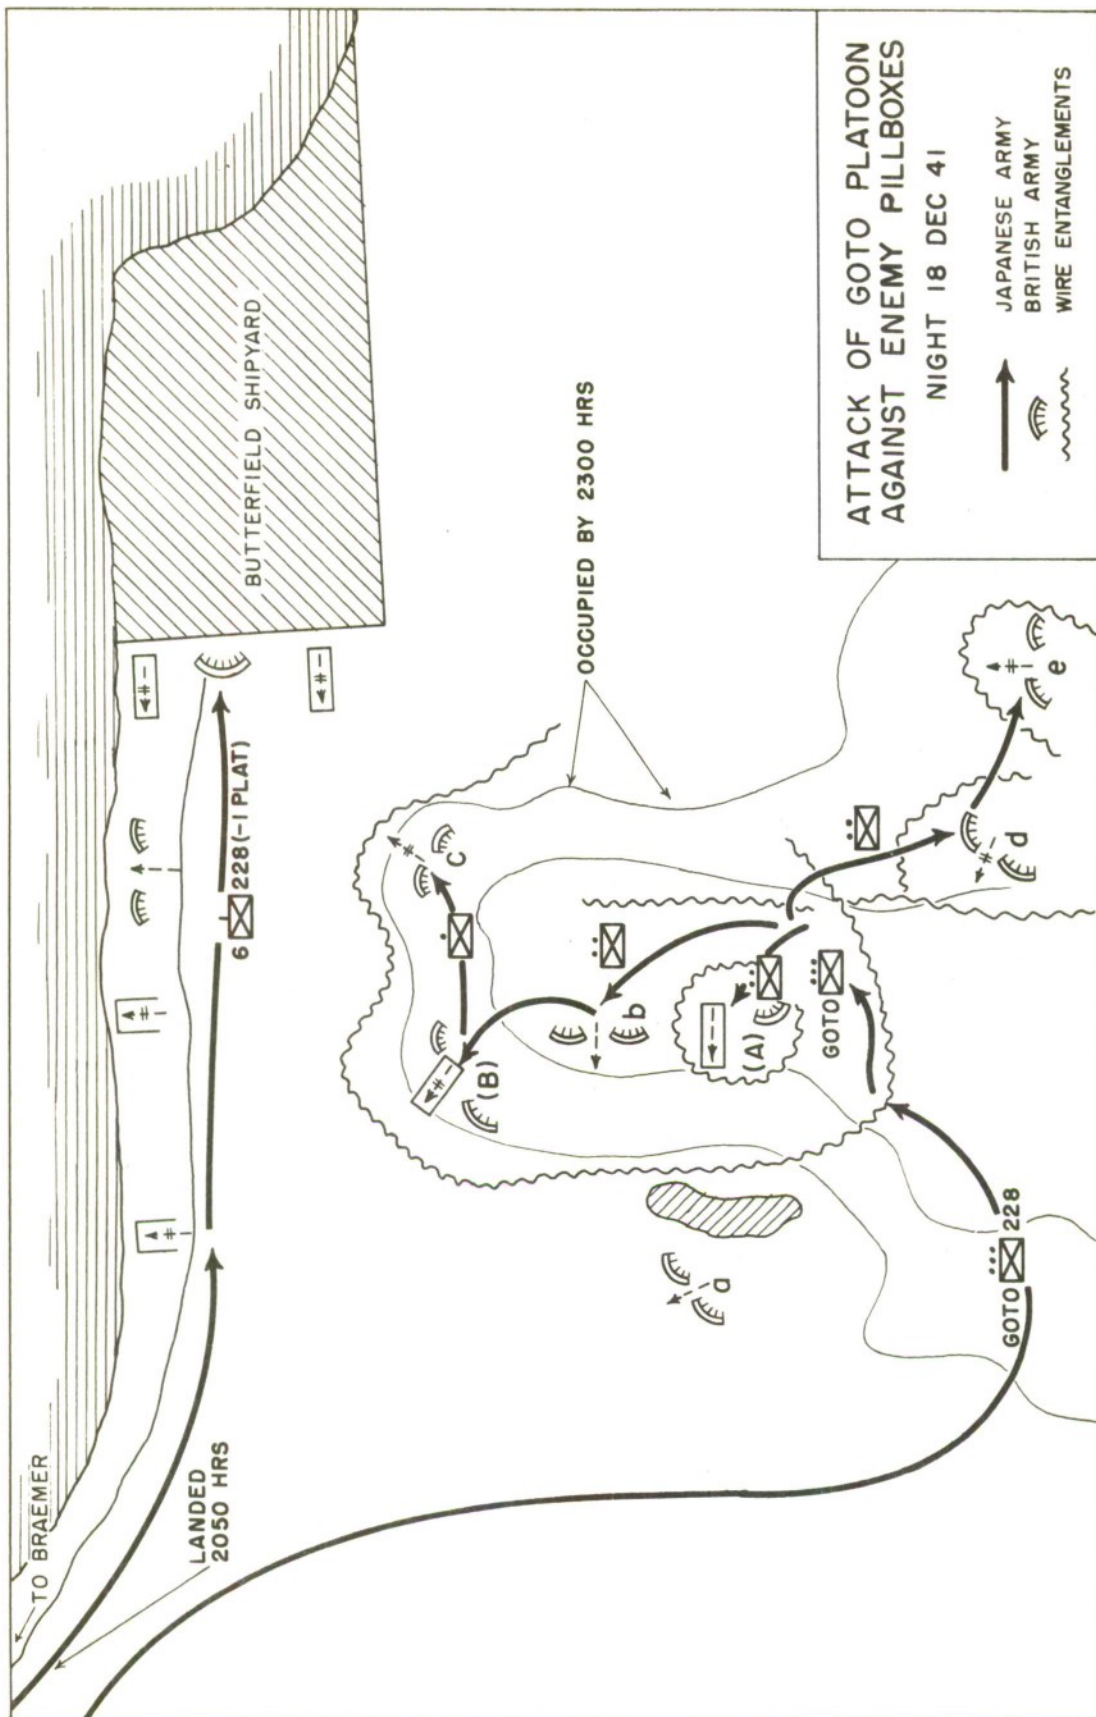 TO BRAEMER
LANDED
2050 HRS
6 228 (-1 PLAT)
BUTTERFIELD SHIPYARD
OCCUPIED BY 2300 HRS
(B)
C
b
(A)
a
GOTO
GOTO 228
d
e
ATTACK OF GOTO PLATOON
AGAINST ENEMY PILLBOXES
NIGHT 18 DEC 41
JAPANESE ARMY
BRITISH ARMY
WIRE ENTANGLEMENTS